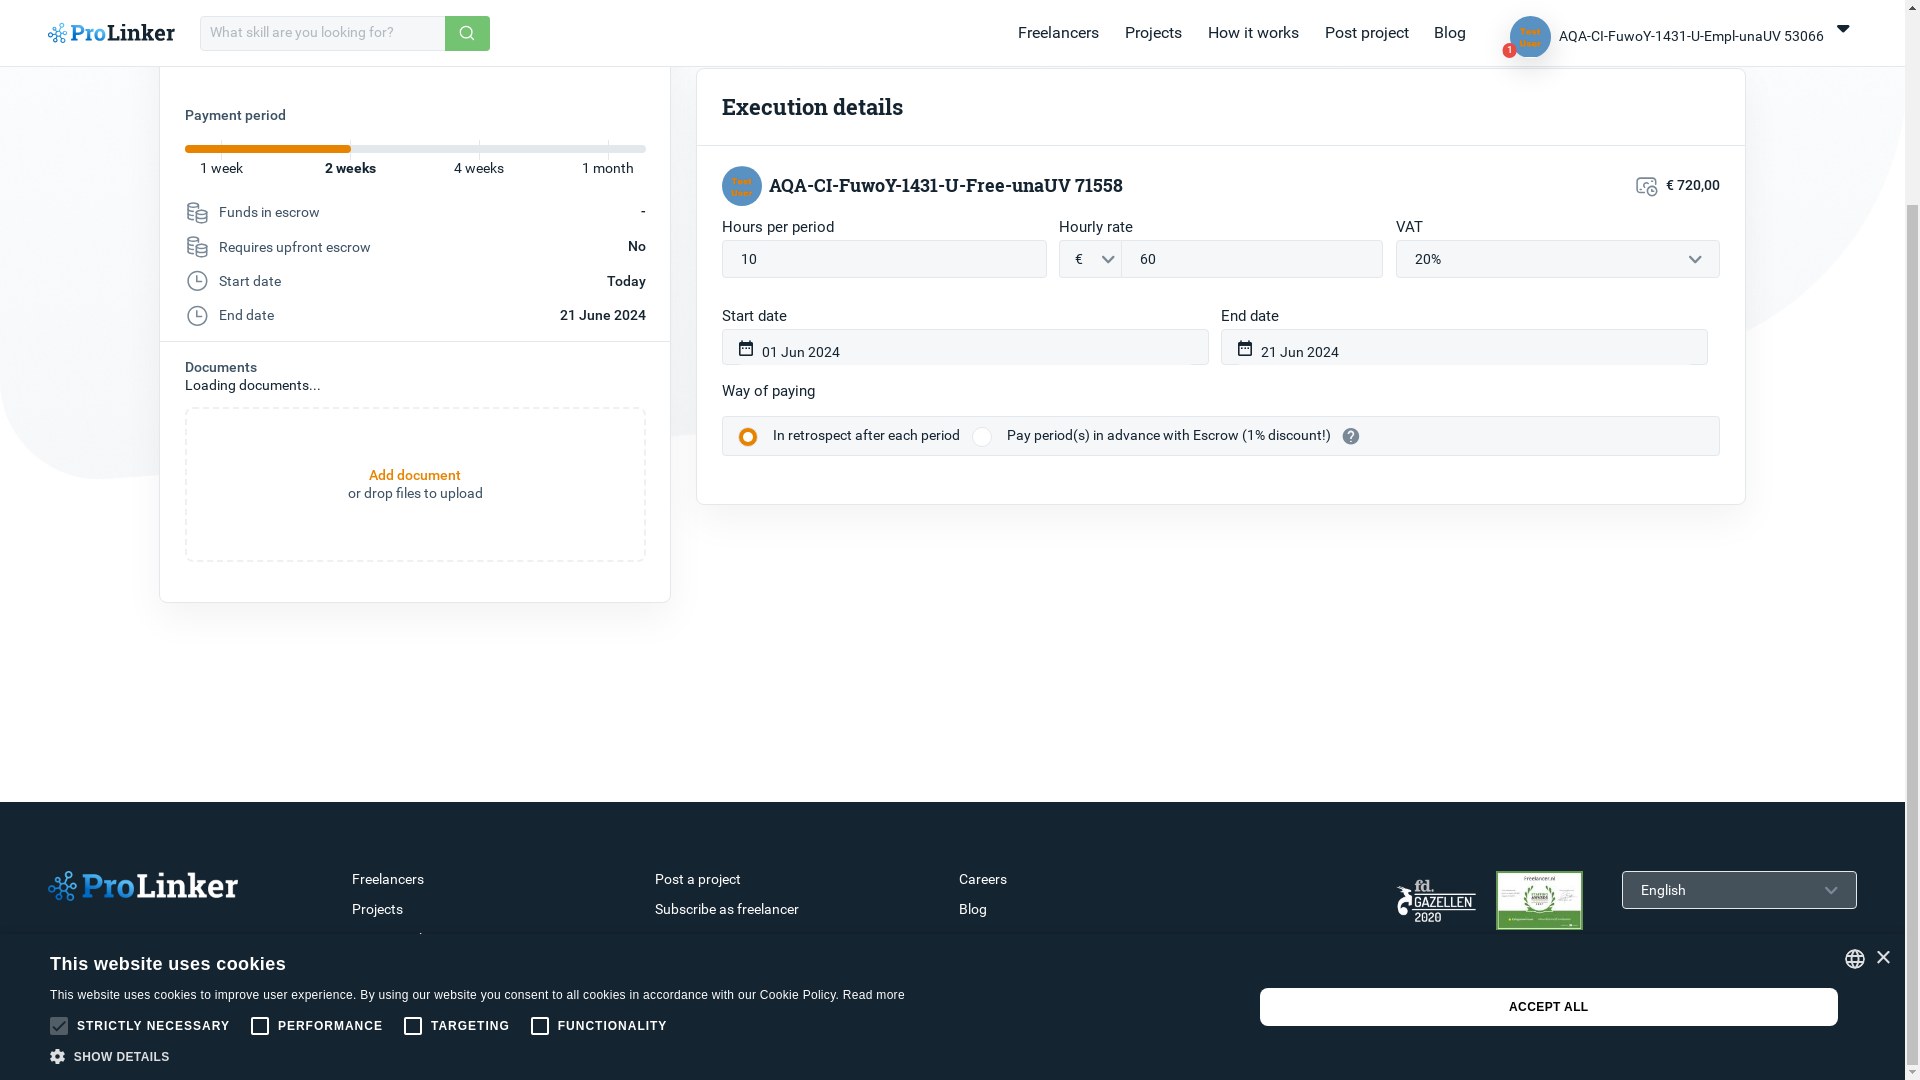 ProLinker
What skill are you looking for?
Freelancers
Projects
How it works
Post project
Blog
1
AQA-CI-FuwoY-1431-U-Empl-unaUV 53066
Payment period
1 week
2 weeks
4 weeks
1 month
Funds in escrow
-
Requires upfront escrow
No
Start date
Today
End date
21 June 2024
Documents
Loading documents...
Add document
or drop files to upload
Execution details
AQA-CI-FuwoY-1431-U-Free-unaUV 71558
€ 720,00
Hours per period
Hourly rate
VAT
10
€
60
20%
Start date
End date
01 Jun 2024
21 Jun 2024
Way of paying
In retrospect after each period
Pay period(s) in advance with Escrow (1% discount!)
?
ProLinker
Freelancers
Projects
Post a project
Subscribe as freelancer
Careers
Blog
fd.
GAZELLEN
2020
Freelancer.nl
English
This website uses cookies
This website uses cookies to improve user experience. By using our website you consent to all cookies in accordance with our Cookie Policy. Read more
STRICTLY NECESSARY
PERFORMANCE
TARGETING
FUNCTIONALITY
SHOW DETAILS
ACCEPT ALL